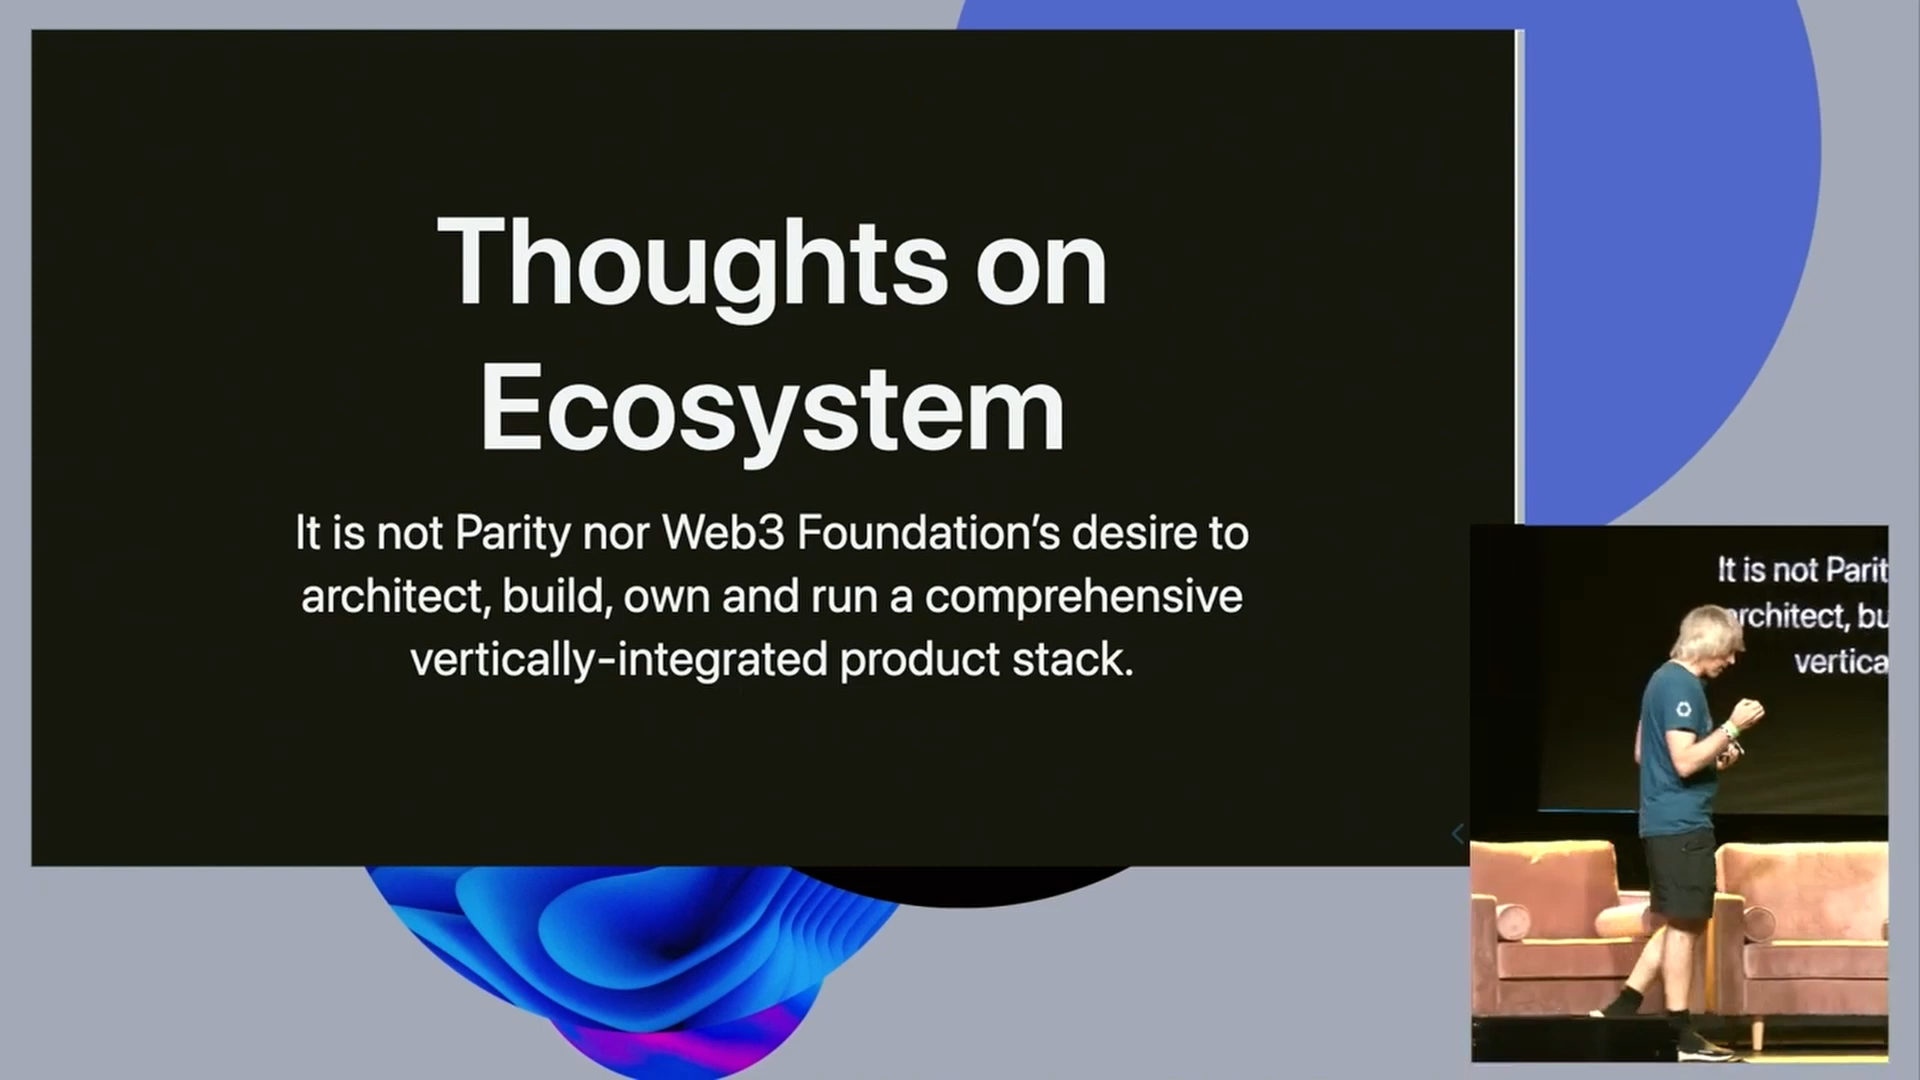 Thoughts on
Ecosystem
It is not Parity nor Web3 Foundation’s desire to
architect, build, own and run a comprehensive
vertically-integrated product stack.
It is not Parit
architect, bu
vertica